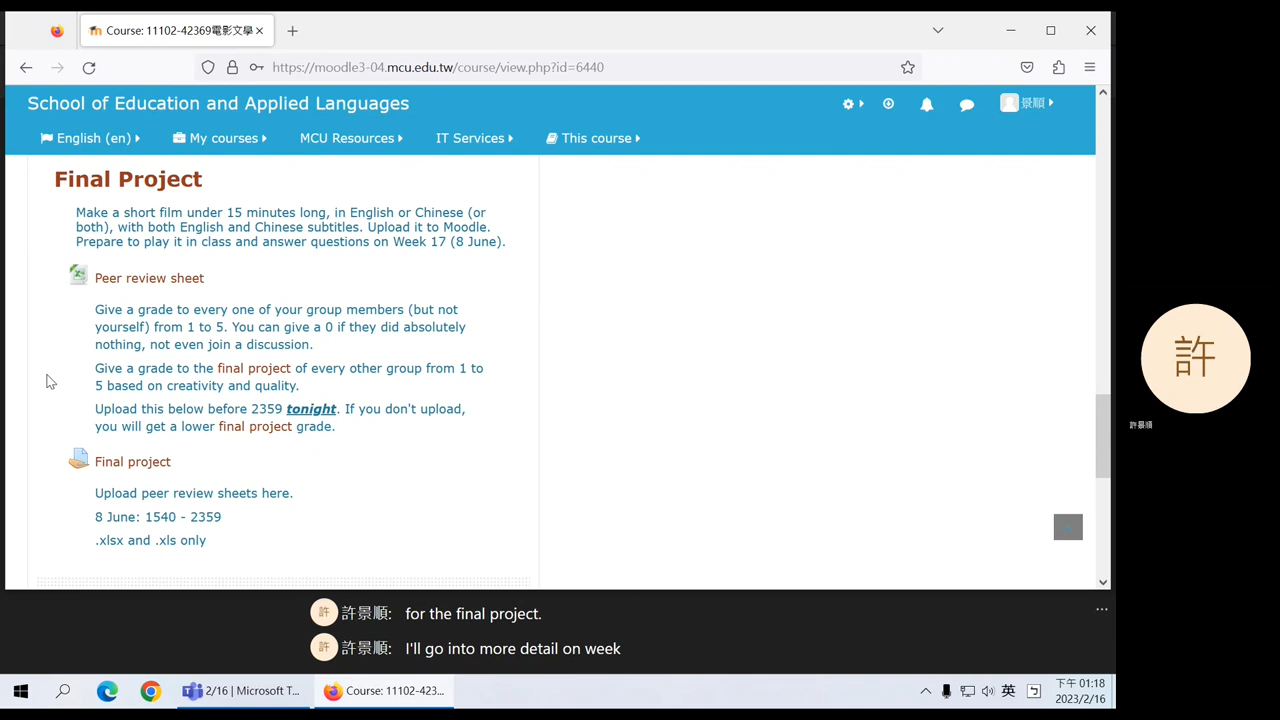 Course: 11102-42369電影文學
https://moodle3-04.mcu.edu.tw/course/view.php?id=6440
School of Education and Applied Languages
景順
English (en)
My courses
MCU Resources
IT Services
This course
Final Project
Make a short film under 15 minutes long, in English or Chinese (or
both), with both English and Chinese subtitles. Upload it to Moodle.
Prepare to play it in class and answer questions on Week 17 (8 June).
Peer review sheet
Give a grade to every one of your group members (but not
yourself) from 1 to 5. You can give a 0 if they did absolutely
nothing, not even join a discussion.
Give a grade to the final project of every other group from 1 to
5 based on creativity and quality.
Upload this below before 2359 tonight. If you don't upload,
you will get a lower final project grade.
Final project
Upload peer review sheets here.
8 June: 1540 - 2359
.xlsx and .xls only
許
許景順
許 許景順: for the final project.
許 許景順: I'll go into more detail on week
2/16 | Microsoft T...
Course: 11102-423...
英
下午 01:18
2023/2/16